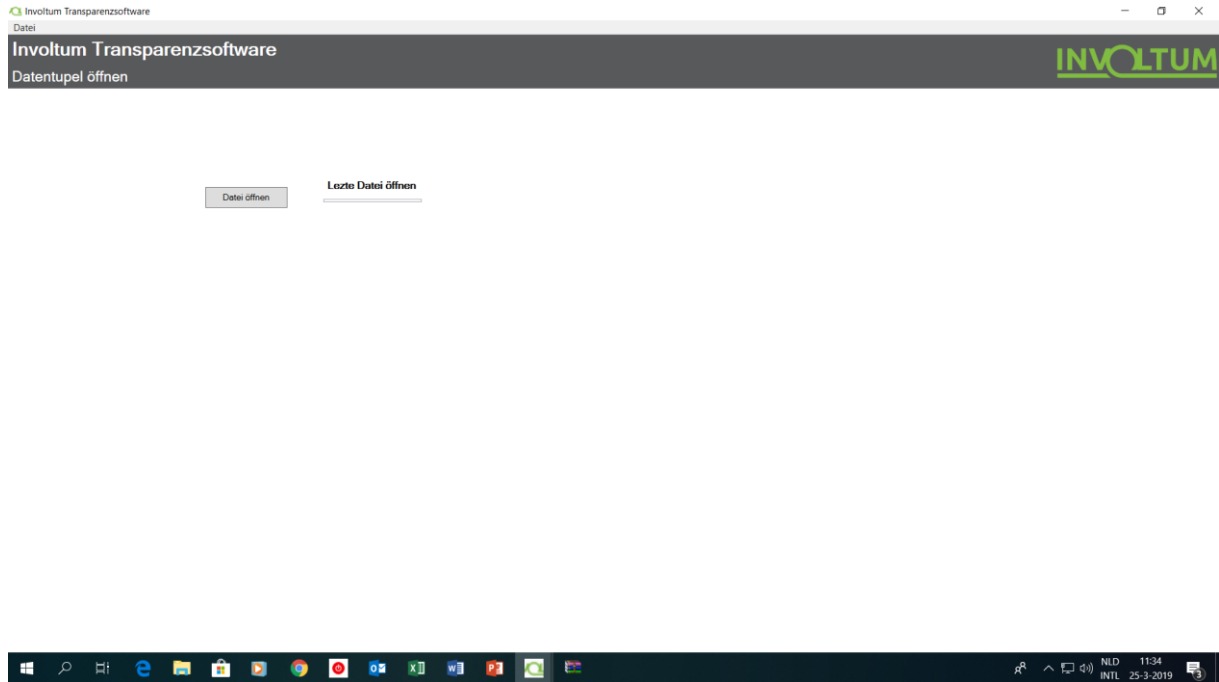 Involtum Transparenzsoftware
Datei
Involtum Transparenzsoftware
INVOLTUM
Datentupel öffnen
Lezte Datei öffnen
Datei öffnen
NLD 11:34
INTL 25-3-2019
3